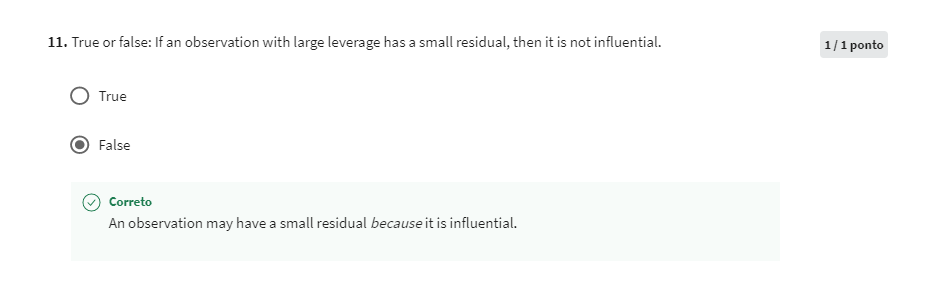 11. True or false: If an observation with large leverage has a small residual, then it is not influential.
1 / 1 ponto
True
False
Correto
An observation may have a small residual because it is influential.